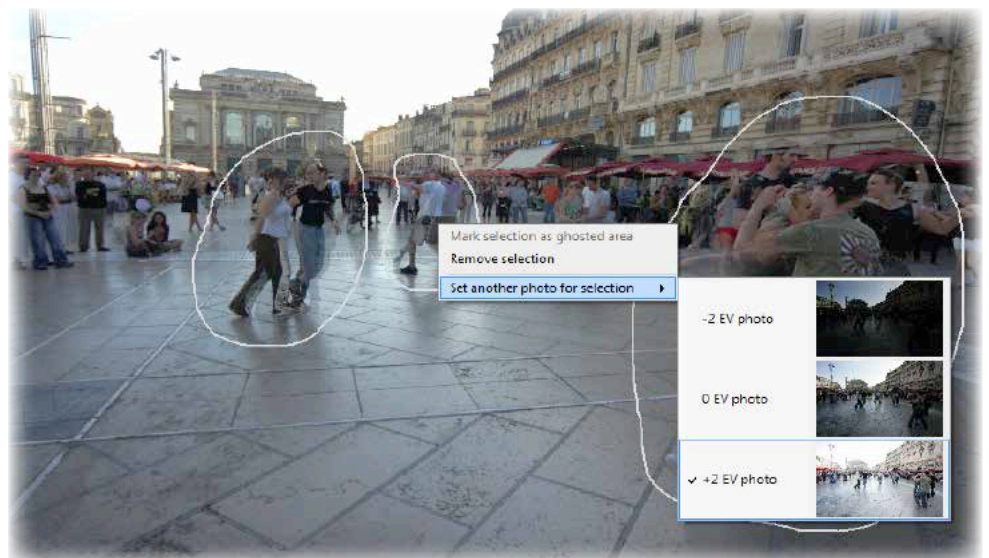 Mark selection as ghosted area
Remove selection
Set another photo for selection
-2 EV photo
0 EV photo
+2 EV photo